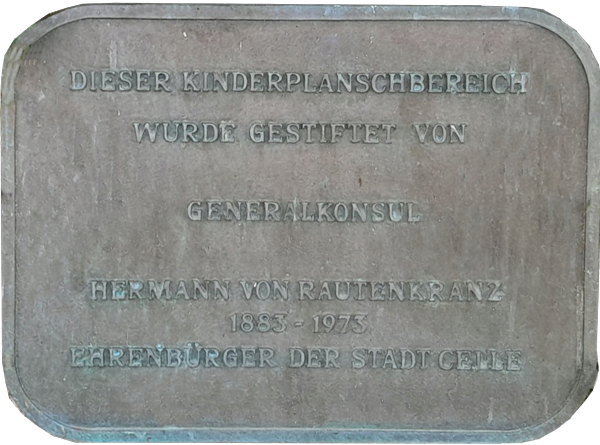 DIESER KINDERPLANSCHBEREICH
WURDE GESTIFTET VON
GENERALKONSUL
HERMANN VON RAUTENKRANZ
1883 - 1973
EHRENBÜRGER DER STADT CELLE